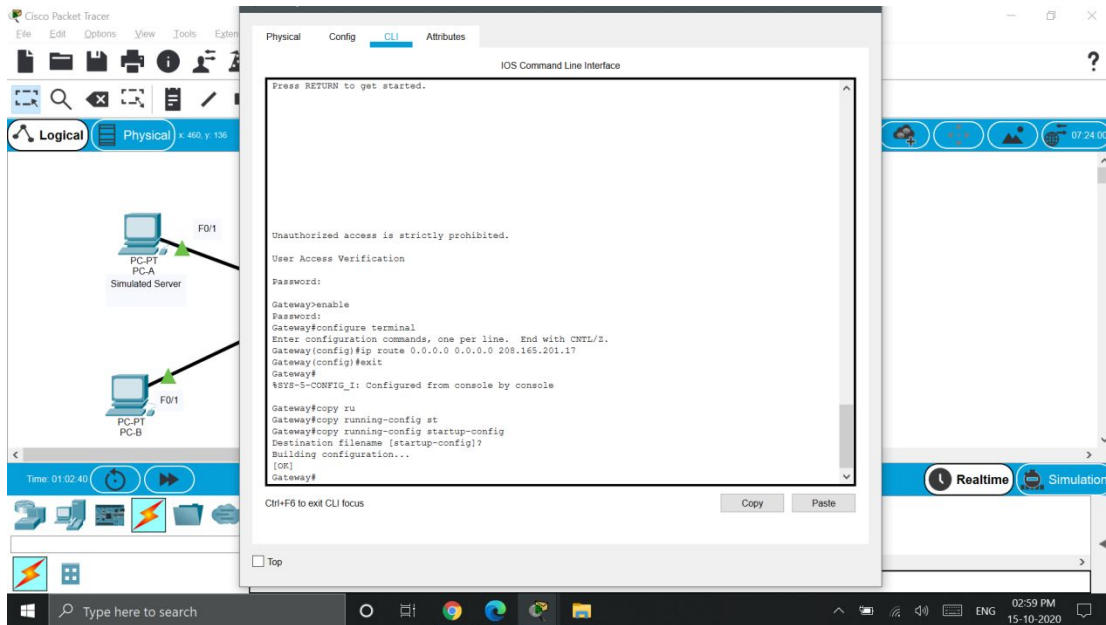 Cisco Packet Tracer
File Edit Options View Tools Exten
Physical Config CLI Attributes
IOS Command Line Interface
?
Logical Physical x: 460, y: 136
07:24:00
Press RETURN to get started.
Unauthorized access is strictly prohibited.
User Access Verification
Password:
Gateway>enable
Password:
Gateway#configure terminal
Enter configuration commands, one per line. End with CNTL/Z.
Gateway(config)#ip route 0.0.0.0 0.0.0.0 208.165.201.17
Gateway(config)#exit
Gateway#
%SYS-5-CONFIG_I: Configured from console by console
Gateway#copy ru
Gateway#copy running-config st
Gateway#copy running-config startup-config
Destination filename [startup-config]?
Building configuration...
[OK]
Gateway#
F0/1
PC-PT
PC-A
Simulated Server
F0/1
PC-PT
PC-B
Time: 01:02:40
Realtime Simulation
Ctrl+F6 to exit CLI focus
Copy Paste
Top
Type here to search
ENG
02:59 PM
15-10-2020